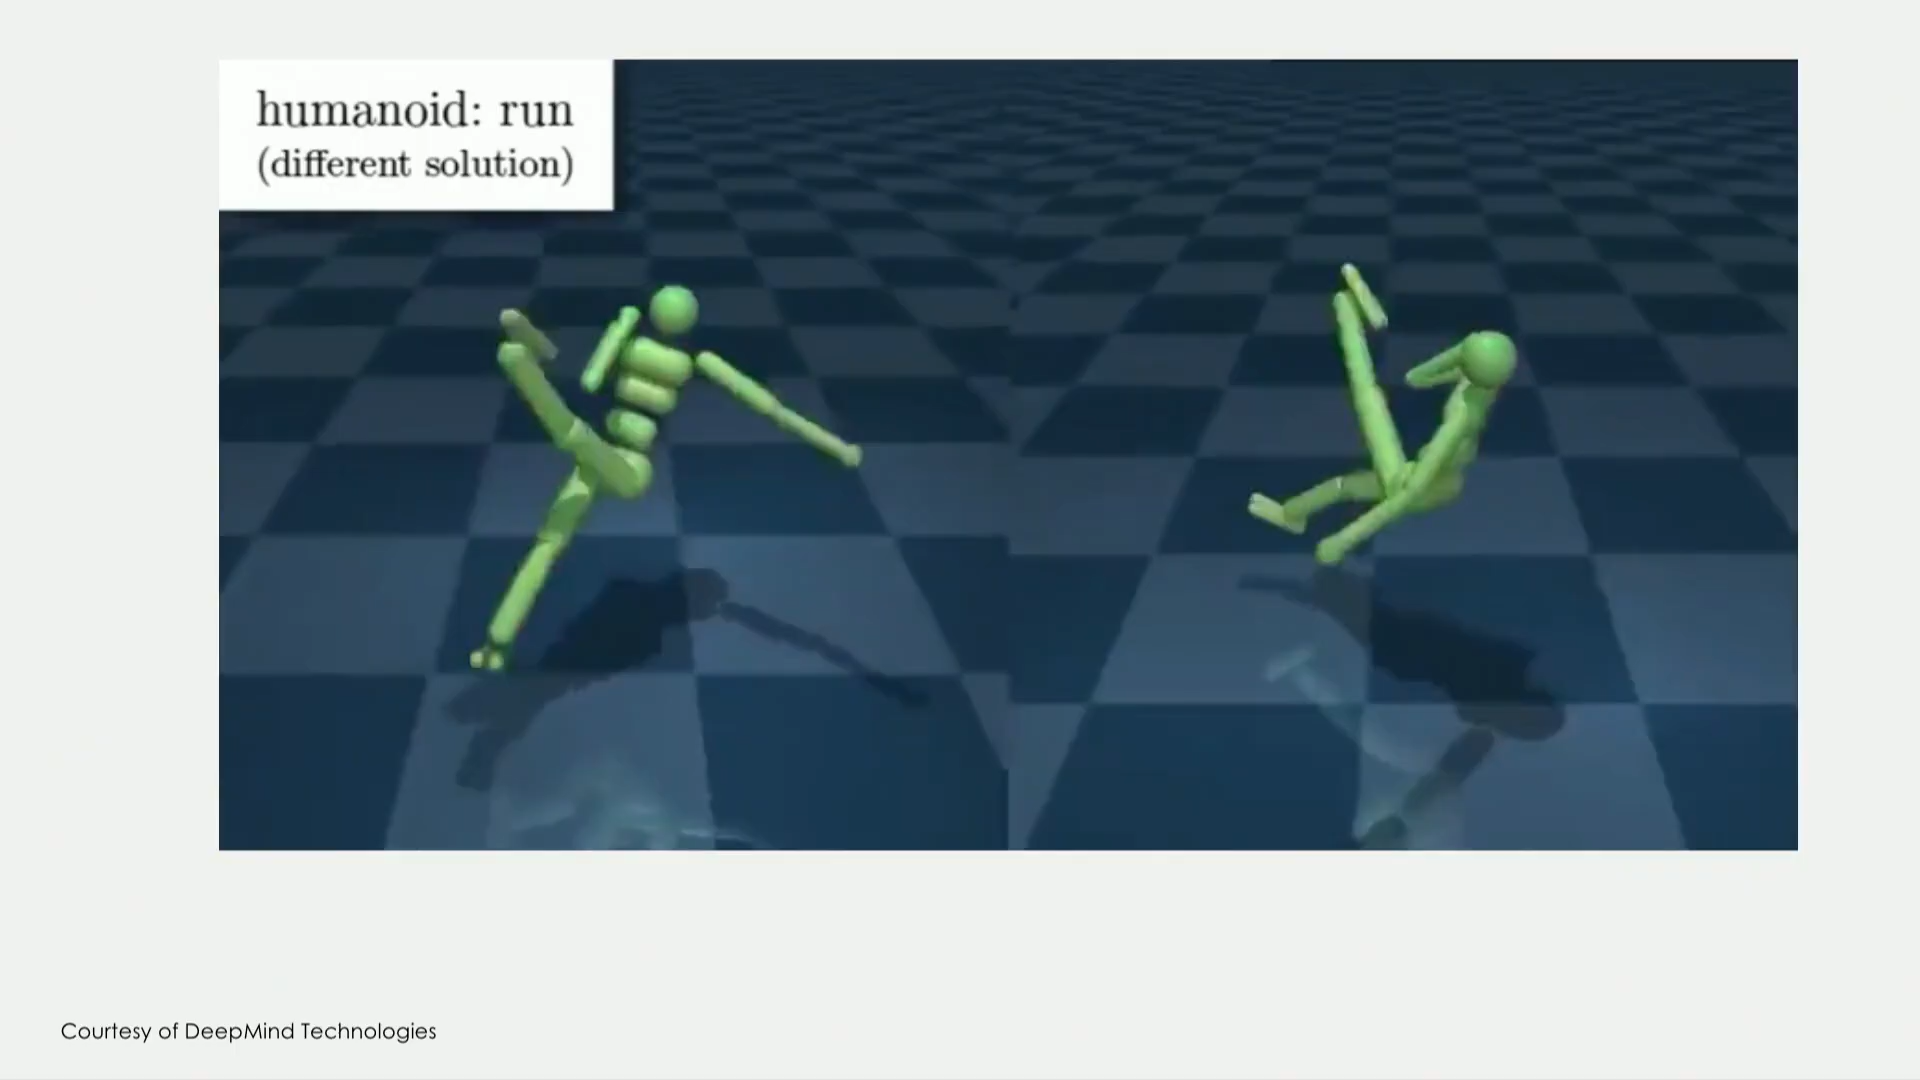 humanoid: run
(different solution)
Courtesy of DeepMind Technologies